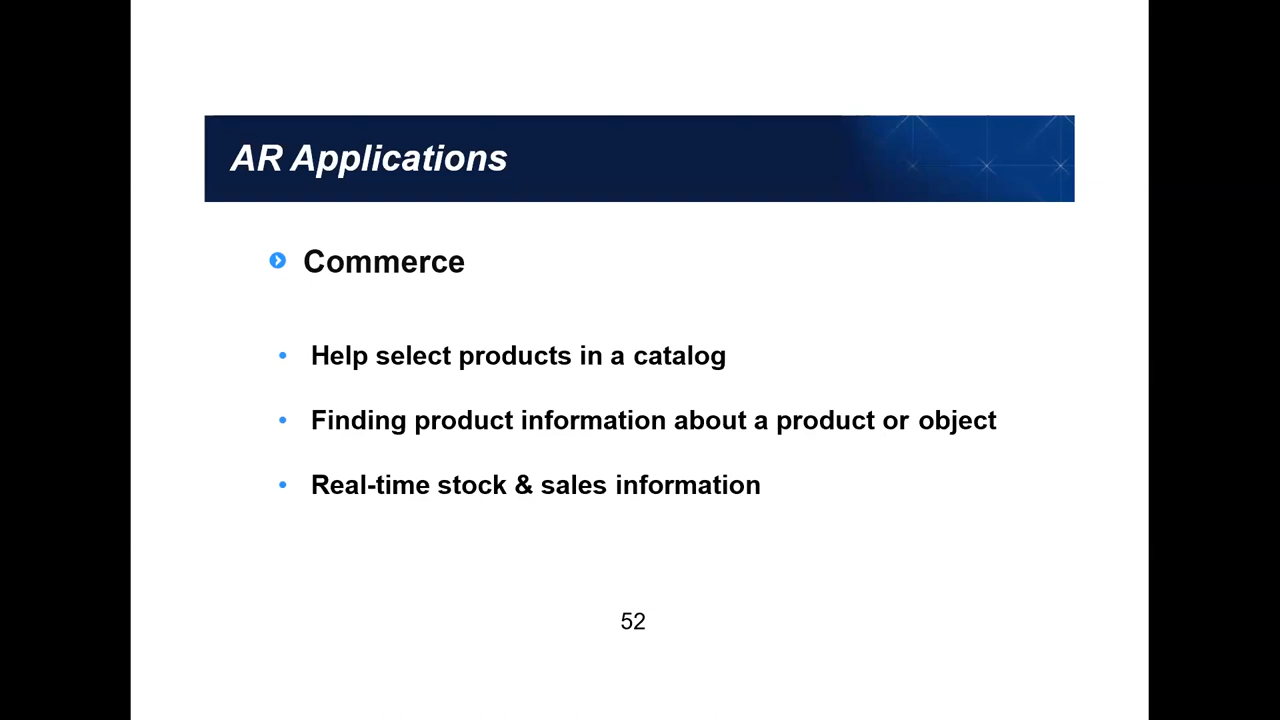 AR Applications
Commerce
• Help select products in a catalog
• Finding product information about a product or object
• Real-time stock & sales information
52